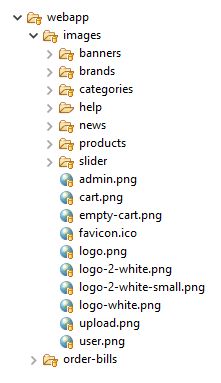 webapp
images
banners
brands
categories
help
news
products
slider
admin.png
cart.png
empty-cart.png
favicon.ico
logo.png
logo-2-white.png
logo-2-white-small.png
logo-white.png
upload.png
user.png
order-bills